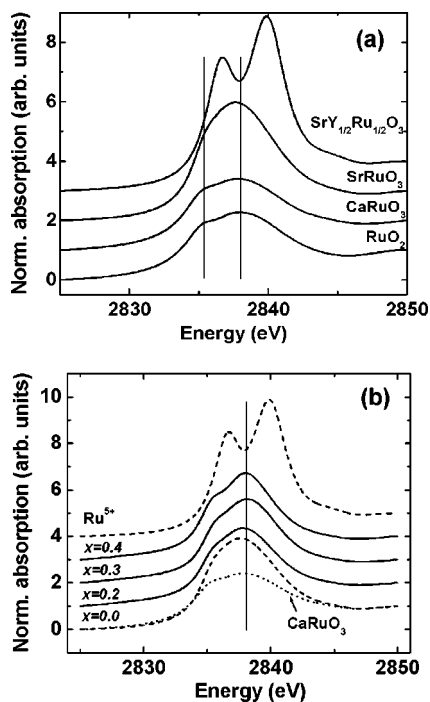 (a)
Norm. absorption (arb. units)
8
6
4
2
0
SrY1/2Ru1/2O3
SrRuO3
CaRuO3
RuO2
2830 2840 2850
Energy (eV)
(b)
Norm. absorption (arb. units)
10
8
6
4
2
0
Ru5+
x=0.4
x=0.3
x=0.2
x=0.0
CaRuO3
2830 2840 2850
Energy (eV)